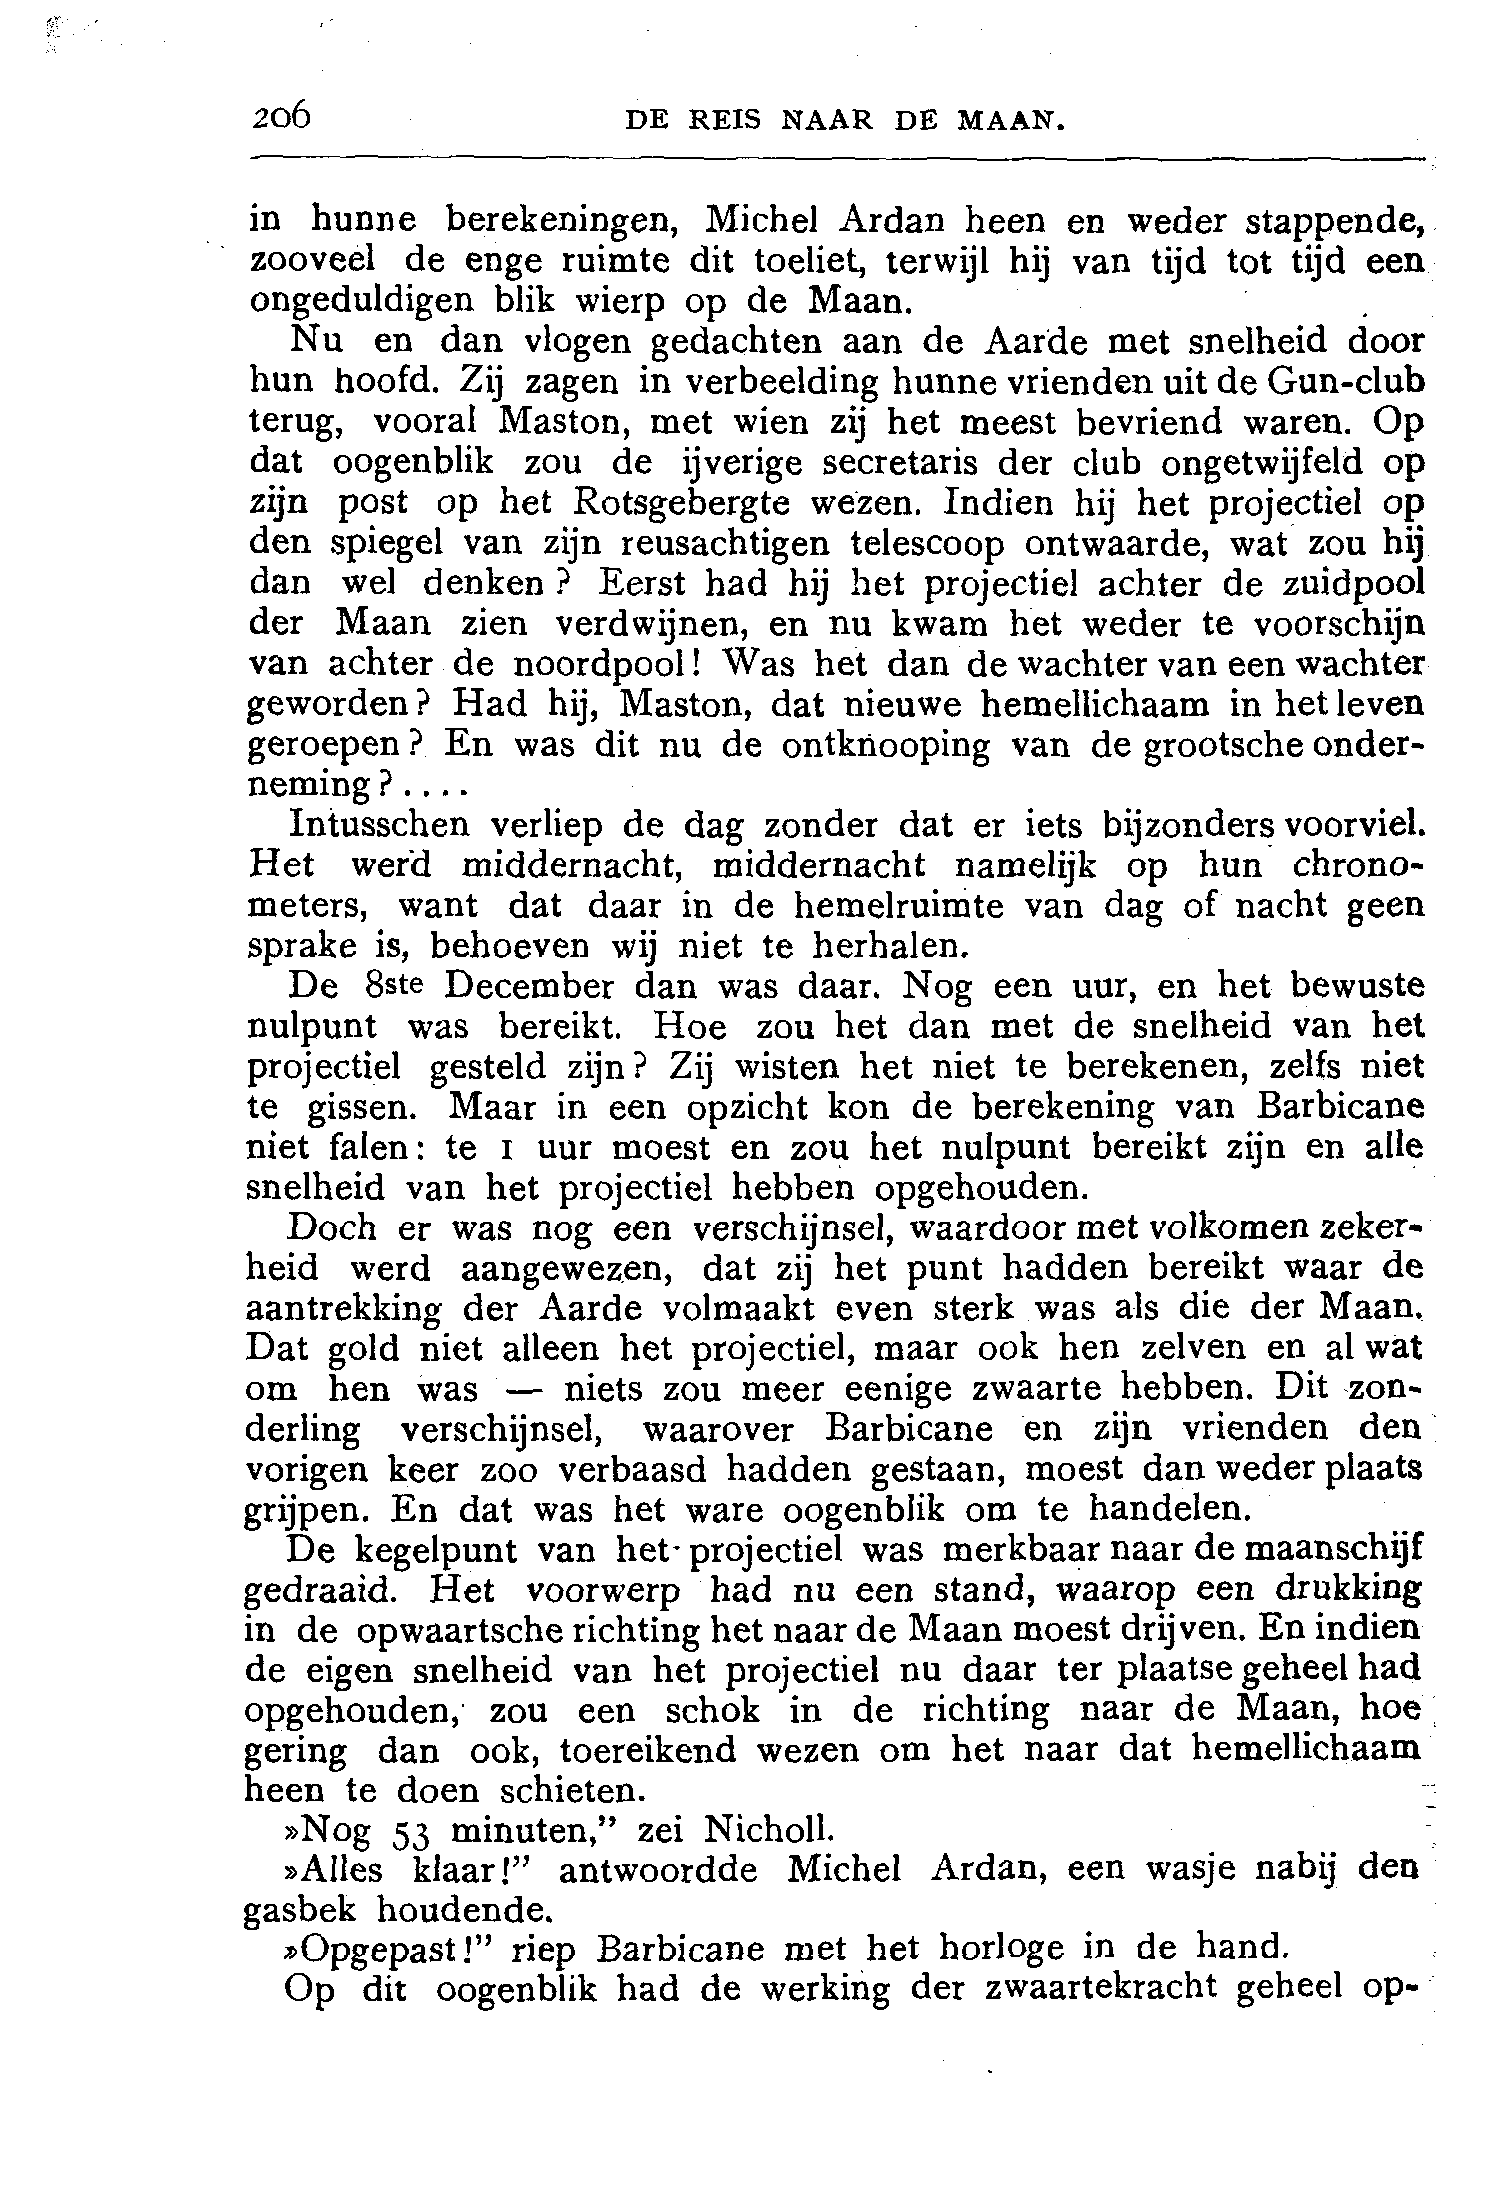 206 DE REIS NAAR DE MAAN.
in hunne berekeningen, Michel Ardan heen en weder stappende,
zooveel de enge ruimte dit toeliet, terwijl hij van tijd tot tijd een
ongeduldigen blik wierp op de Maan.
Nu en dan vlogen gedachten aan de Aarde met snelheid door
hun hoofd. Zij zagen in verbeelding hunne vrienden uit de Gun-club
terug, vooral Maston, met wien zij het meest bevriend waren. Op
dat oogenblik zou de ijverige secretaris der club ongetwijfeld op
zijn post op het Rotsgebergte wezen. Indien hij het projectiel op
den spiegel van zijn reusachtigen telescoop ontwaarde, wat zou hij
dan wel denken? Eerst had hij het projectiel achter de zuidpool
der Maan zien verdwijnen, en nu kwam het weder te voorschijn
van achter de noordpool! Was het dan de wachter van een wachter
geworden? Had hij, Maston, dat nieuwe hemellichaam in het leven
geroepen? En was dit nu de ontknooping van de grootsche onder-
neming?....
Intusschen verliep de dag zonder dat er iets bijzonders voorviel.
Het werd middernacht, middernacht namelijk op hun chrono-
meters, want dat daar in de hemelruimte van dag of nacht geen
sprake is, behoeven wij niet te herhalen.
De 8ste December dan was daar. Nog een uur, en het bewuste
nulpunt was bereikt. Hoe zou het dan met de snelheid van het
projectiel gesteld zijn? Zij wisten het niet te berekenen, zelfs niet
te gissen. Maar in een opzicht kon de berekening van Barbicane
niet falen: te 1 uur moest en zou het nulpunt bereikt zijn en alle
snelheid van het projectiel hebben opgehouden.
Doch er was nog een verschijnsel, waardoor met volkomen zeker-
heid werd aangewezen, dat zij het punt hadden bereikt waar de
aantrekking der Aarde volmaakt even sterk was als die der Maan.
Dat gold niet alleen het projectiel, maar ook hen zelven en al wat
om hen was — niets zou meer eenige zwaarte hebben. Dit zon-
derling verschijnsel, waarover Barbicane en zijn vrienden den
vorigen keer zoo verbaasd hadden gestaan, moest dan weder plaats
grijpen. En dat was het ware oogenblik om te handelen.
De kegelpunt van het projectiel was merkbaar naar de maanschijf
gedraaid. Het voorwerp had nu een stand, waarop een drukking
in de opwaartsche richting het naar de Maan moest drijven. En indien
de eigen snelheid van het projectiel nu daar ter plaatse geheel had
opgehouden, zou een schok in de richting naar de Maan, hoe
gering dan ook, toereikend wezen om het naar dat hemellichaam
heen te doen schieten.
»Nog 53 minuten,” zei Nicholl.
»Alles klaar!” antwoordde Michel Ardan, een wasje nabij den
gasbek houdende.
»Opgepast!” riep Barbicane met het horloge in de hand.
Op dit oogenblik had de werking der zwaartekracht geheel op-